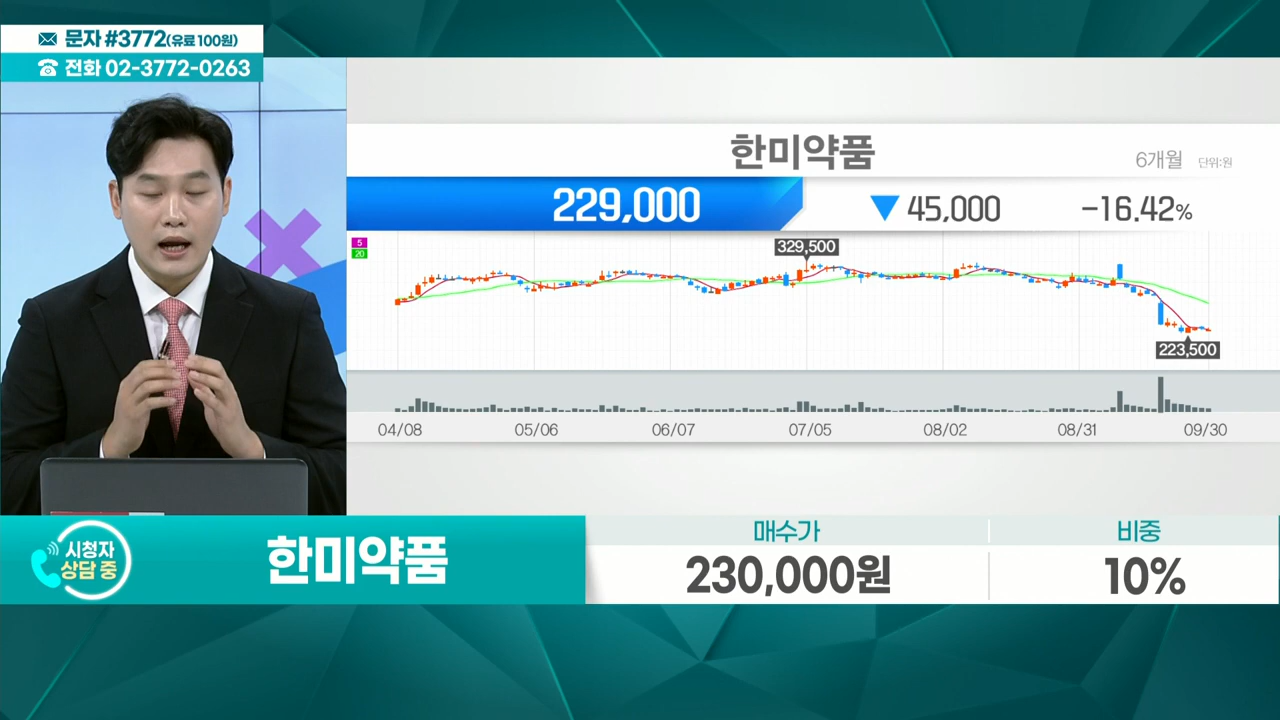 문자 #3772(유료 100원)
전화 02-3772-0263
한미약품
6개월 단위:원
229,000 ▼ 45,000 -16.42%
5
20
329,500
223,500
04/08 05/06 06/07 07/05 08/02 08/31 09/30
시청자
상담 중
한미약품
매수가 비중
230,000원 10%